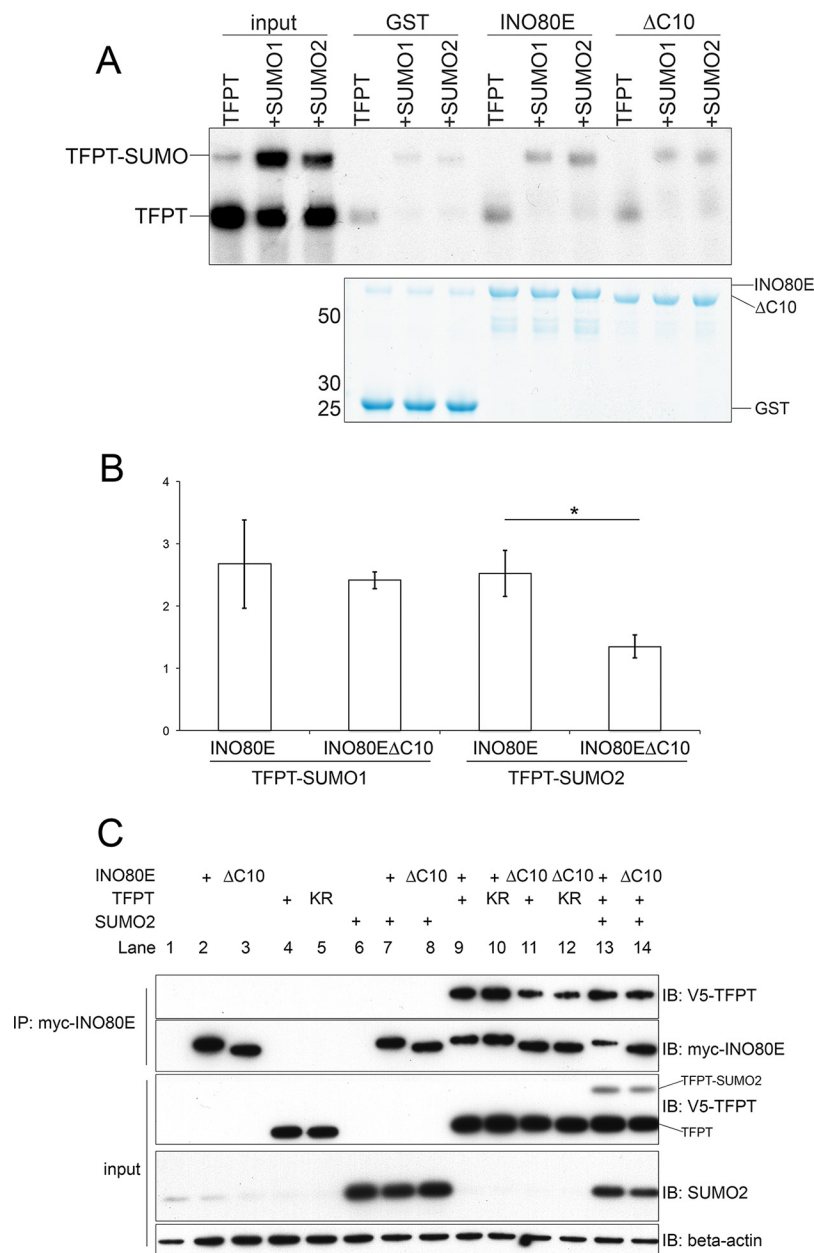 A
input GST INO80E ΔC10
TFPT +SUMO1 +SUMO2 TFPT +SUMO1 +SUMO2 TFPT +SUMO1 +SUMO2 TFPT +SUMO1 +SUMO2
TFPT-SUMO
TFPT
INO80E
ΔC10
50
30
25
GST
B
4
*
3
2
1
0
INO80E INO80EΔC10 INO80E INO80EΔC10
TFPT-SUMO1 TFPT-SUMO2
C
INO80E + ΔC10 + ΔC10 + + ΔC10 ΔC10 + ΔC10
TFPT + KR + KR + KR + +
SUMO2 + + + + +
Lane 1 2 3 4 5 6 7 8 9 10 11 12 13 14
IB: V5-TFPT
IP: myc-INO80E
IB: myc-INO80E
TFPT-SUMO2
IB: V5-TFPT
TFPT
input
IB: SUMO2
IB: beta-actin